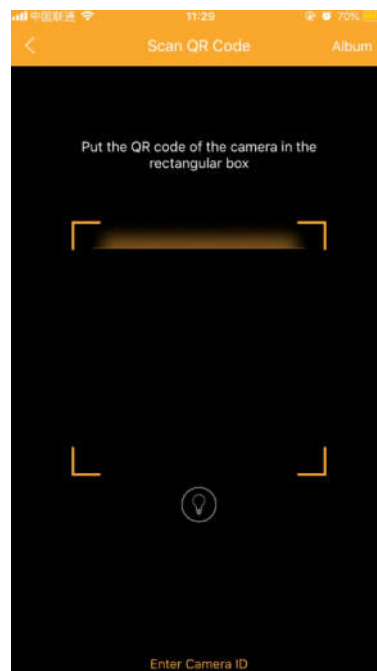 中国联通 11:29 70%
Scan QR Code Album
Put the QR code of the camera in the
rectangular box
Enter Camera ID